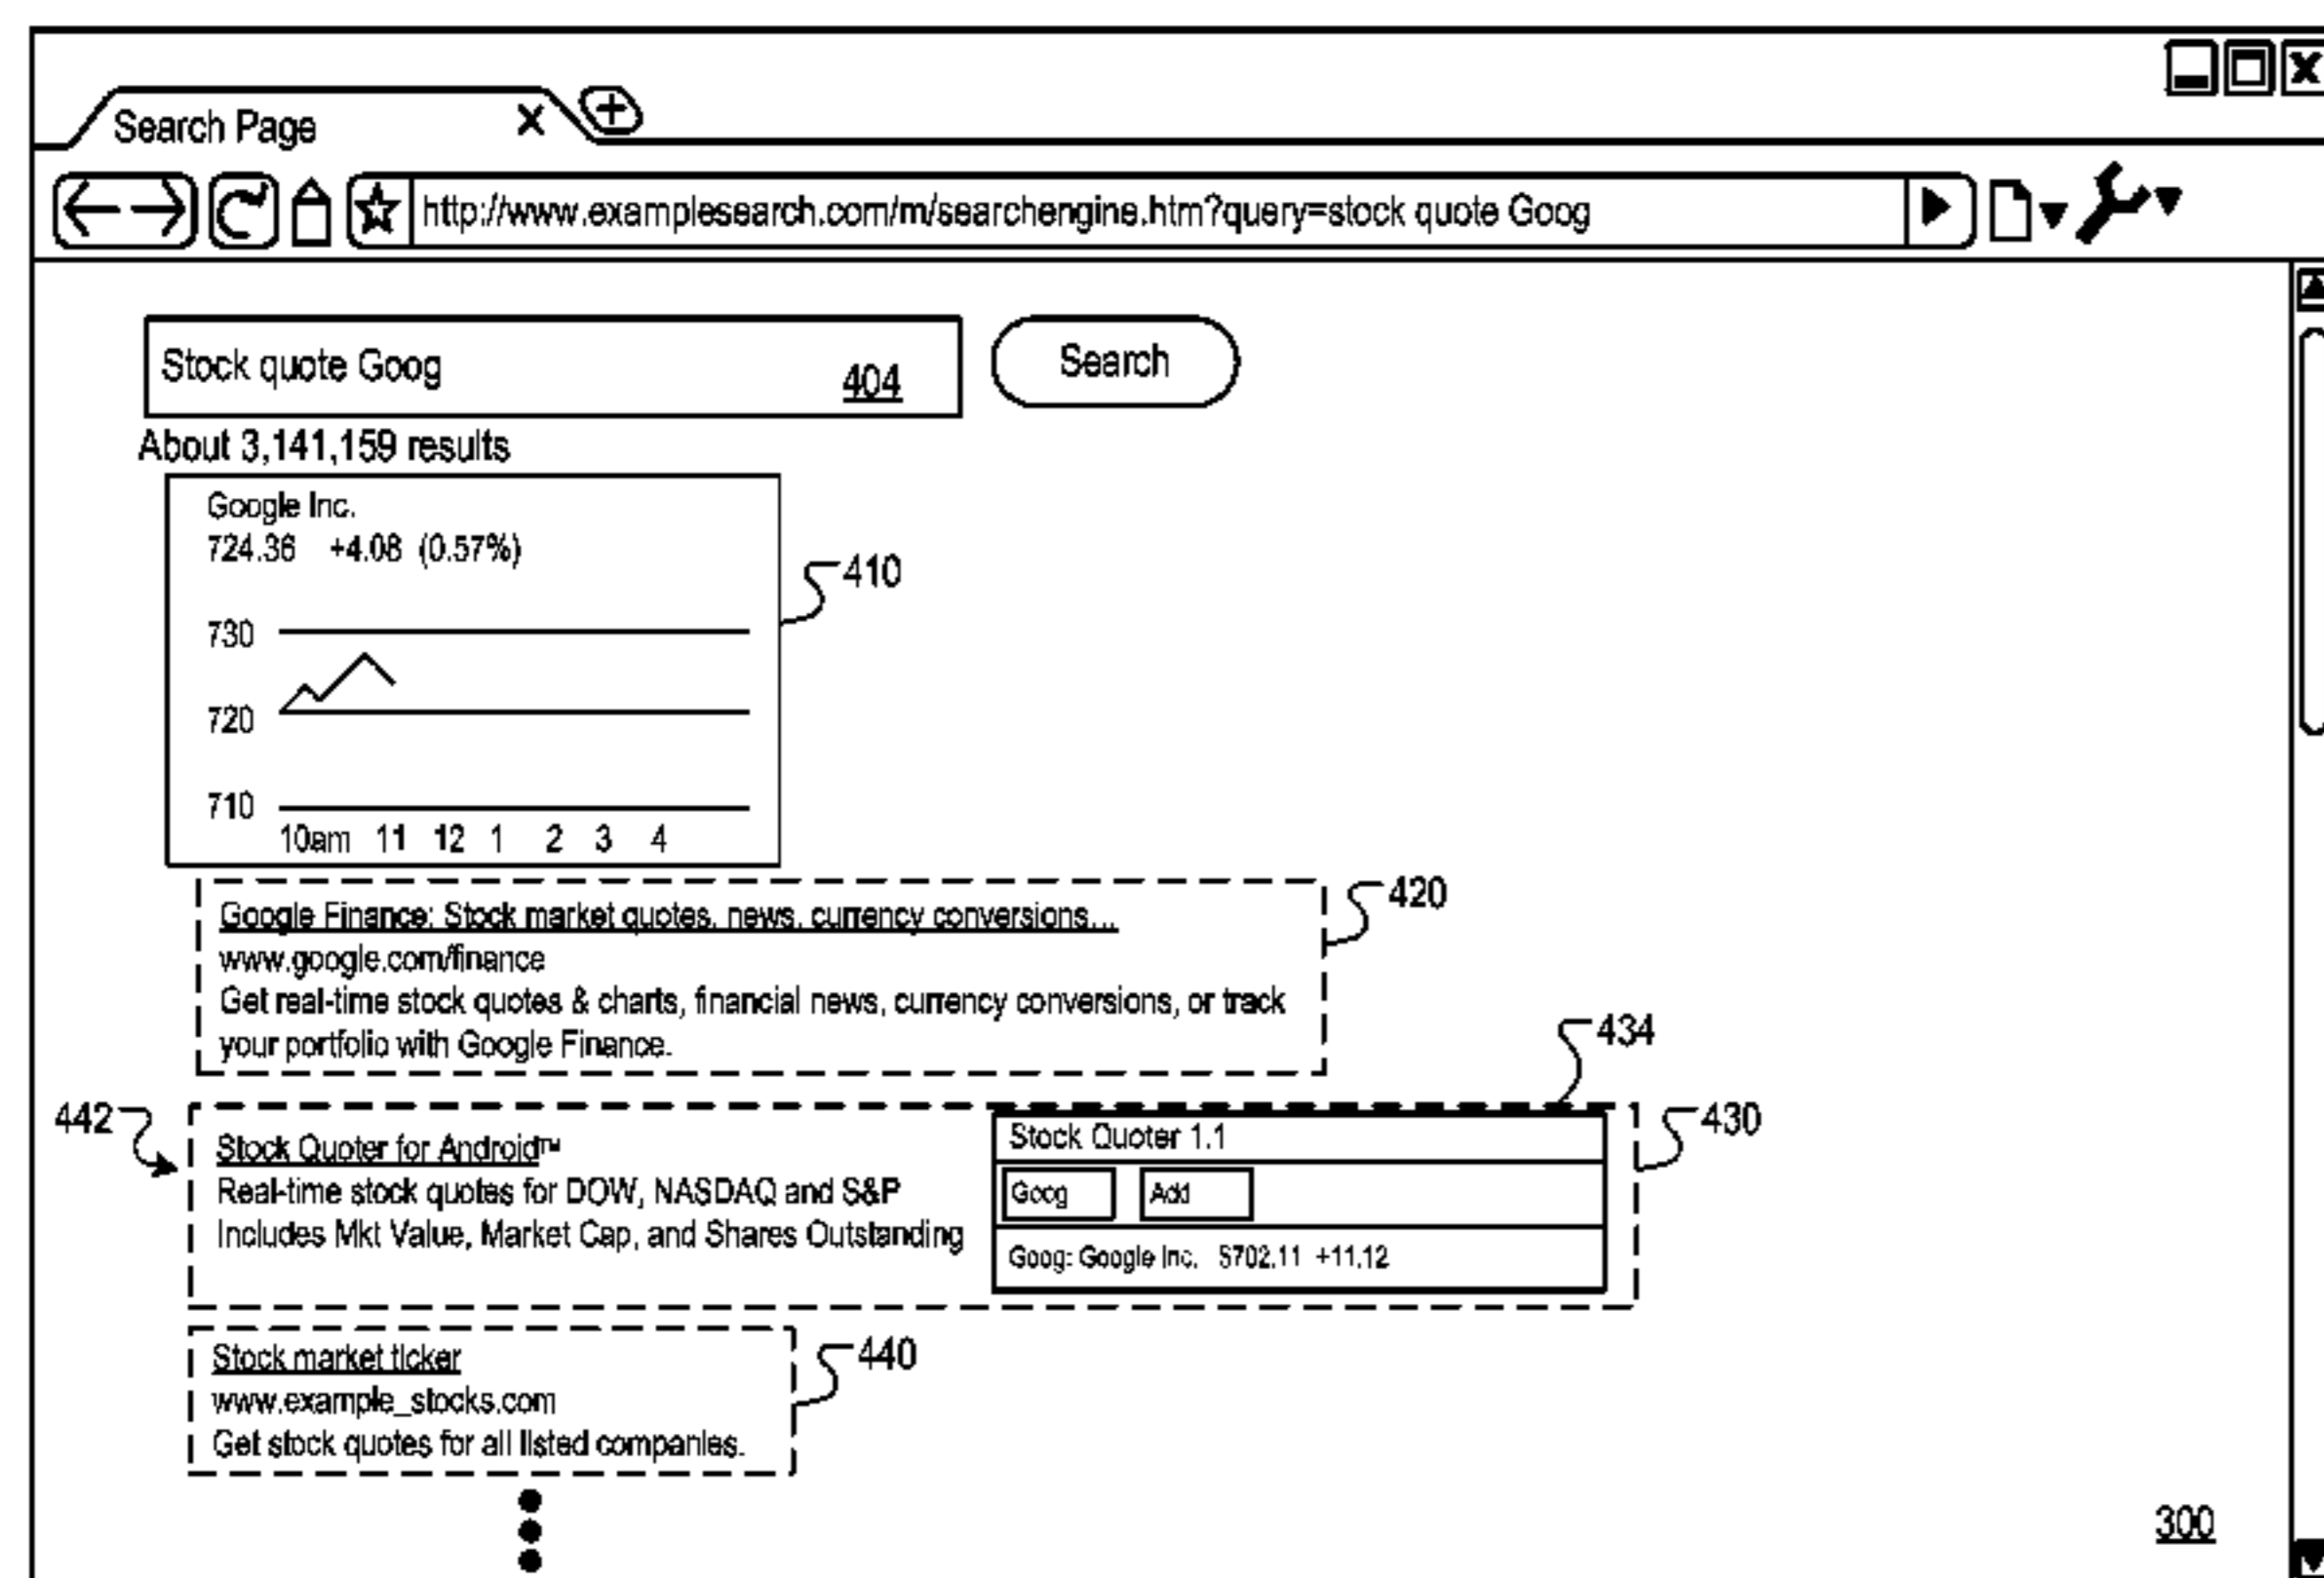 Search Page
http://www.examplesearch.com/m/searchengine.htm?query=stock quote Goog
Stock quote Goog 404 Search
About 3,141,159 results
Google Inc.
724.36 +4.08 (0.57%)
410
730
720
710
10am 11 12 1 2 3 4
420
Google Finance: Stock market quotes, news, currency conversions...
www.google.com/finance
Get real-time stock quotes & charts, financial news, currency conversions, or track
your portfolio with Google Finance.
434
442
430
Stock Quoter for Android™
Real-time stock quotes for DOW, NASDAQ and S&P
Includes Mkt Value, Market Cap, and Shares Outstanding
Stock Quoter 1.1
Goog Add
Goog: Google Inc. $702.11 +11.12
440
Stock market ticker
www.example_stocks.com
Get stock quotes for all listed companies.
300